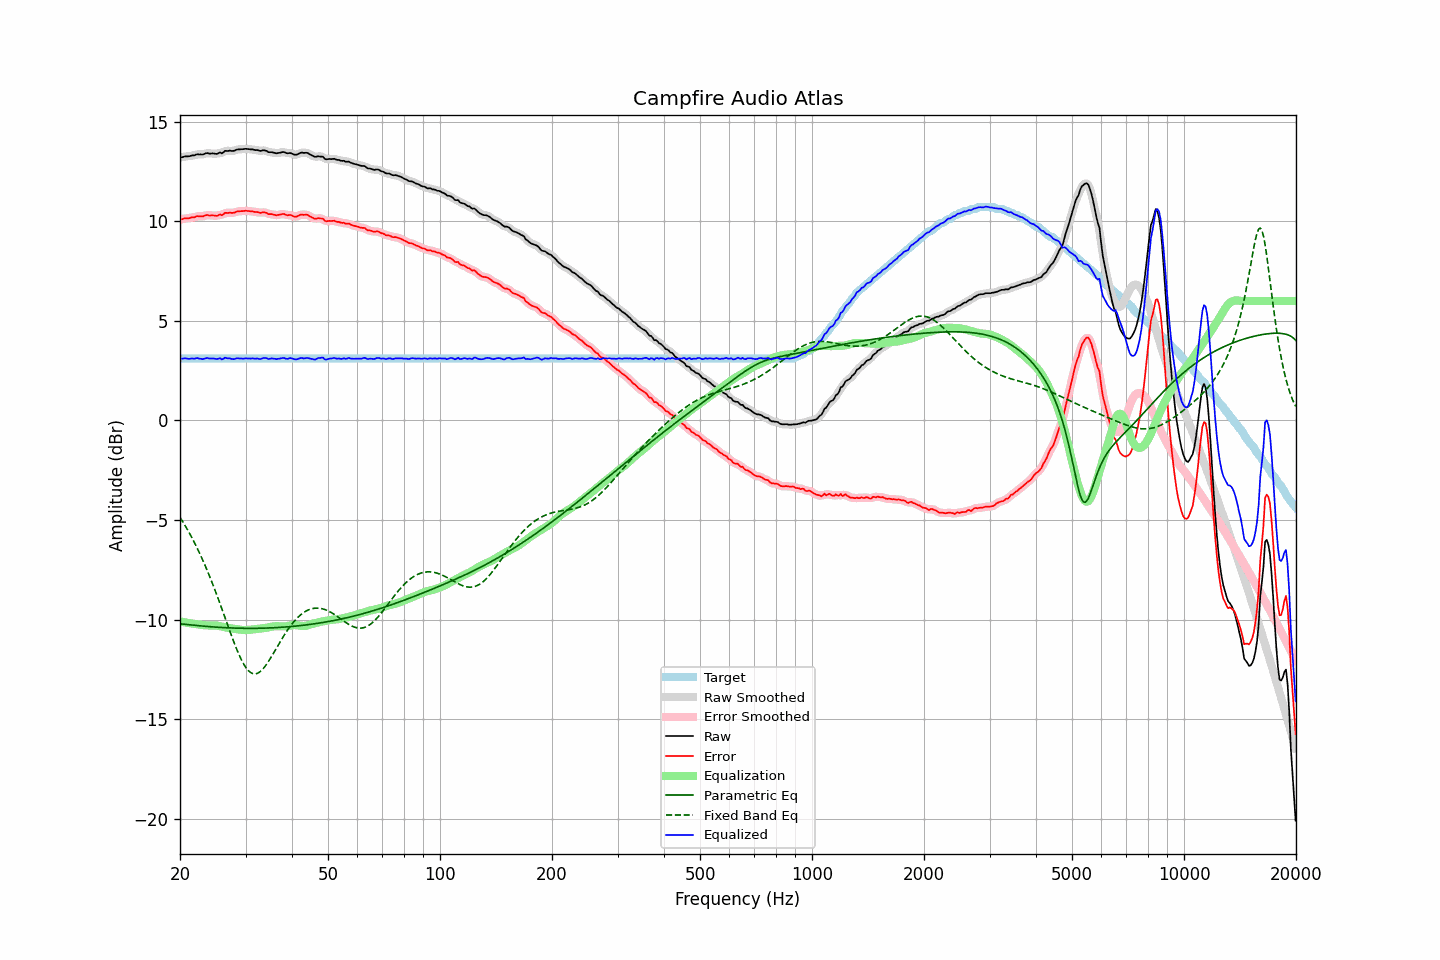 Campfire Audio Atlas
15
10
5
0
−5
−10
−15
−20
Amplitude (dBr)
20 50 100 200 500 1000 2000 5000 10000 20000
Frequency (Hz)
Target
Raw Smoothed
Error Smoothed
Raw
Error
Equalization
Parametric Eq
Fixed Band Eq
Equalized